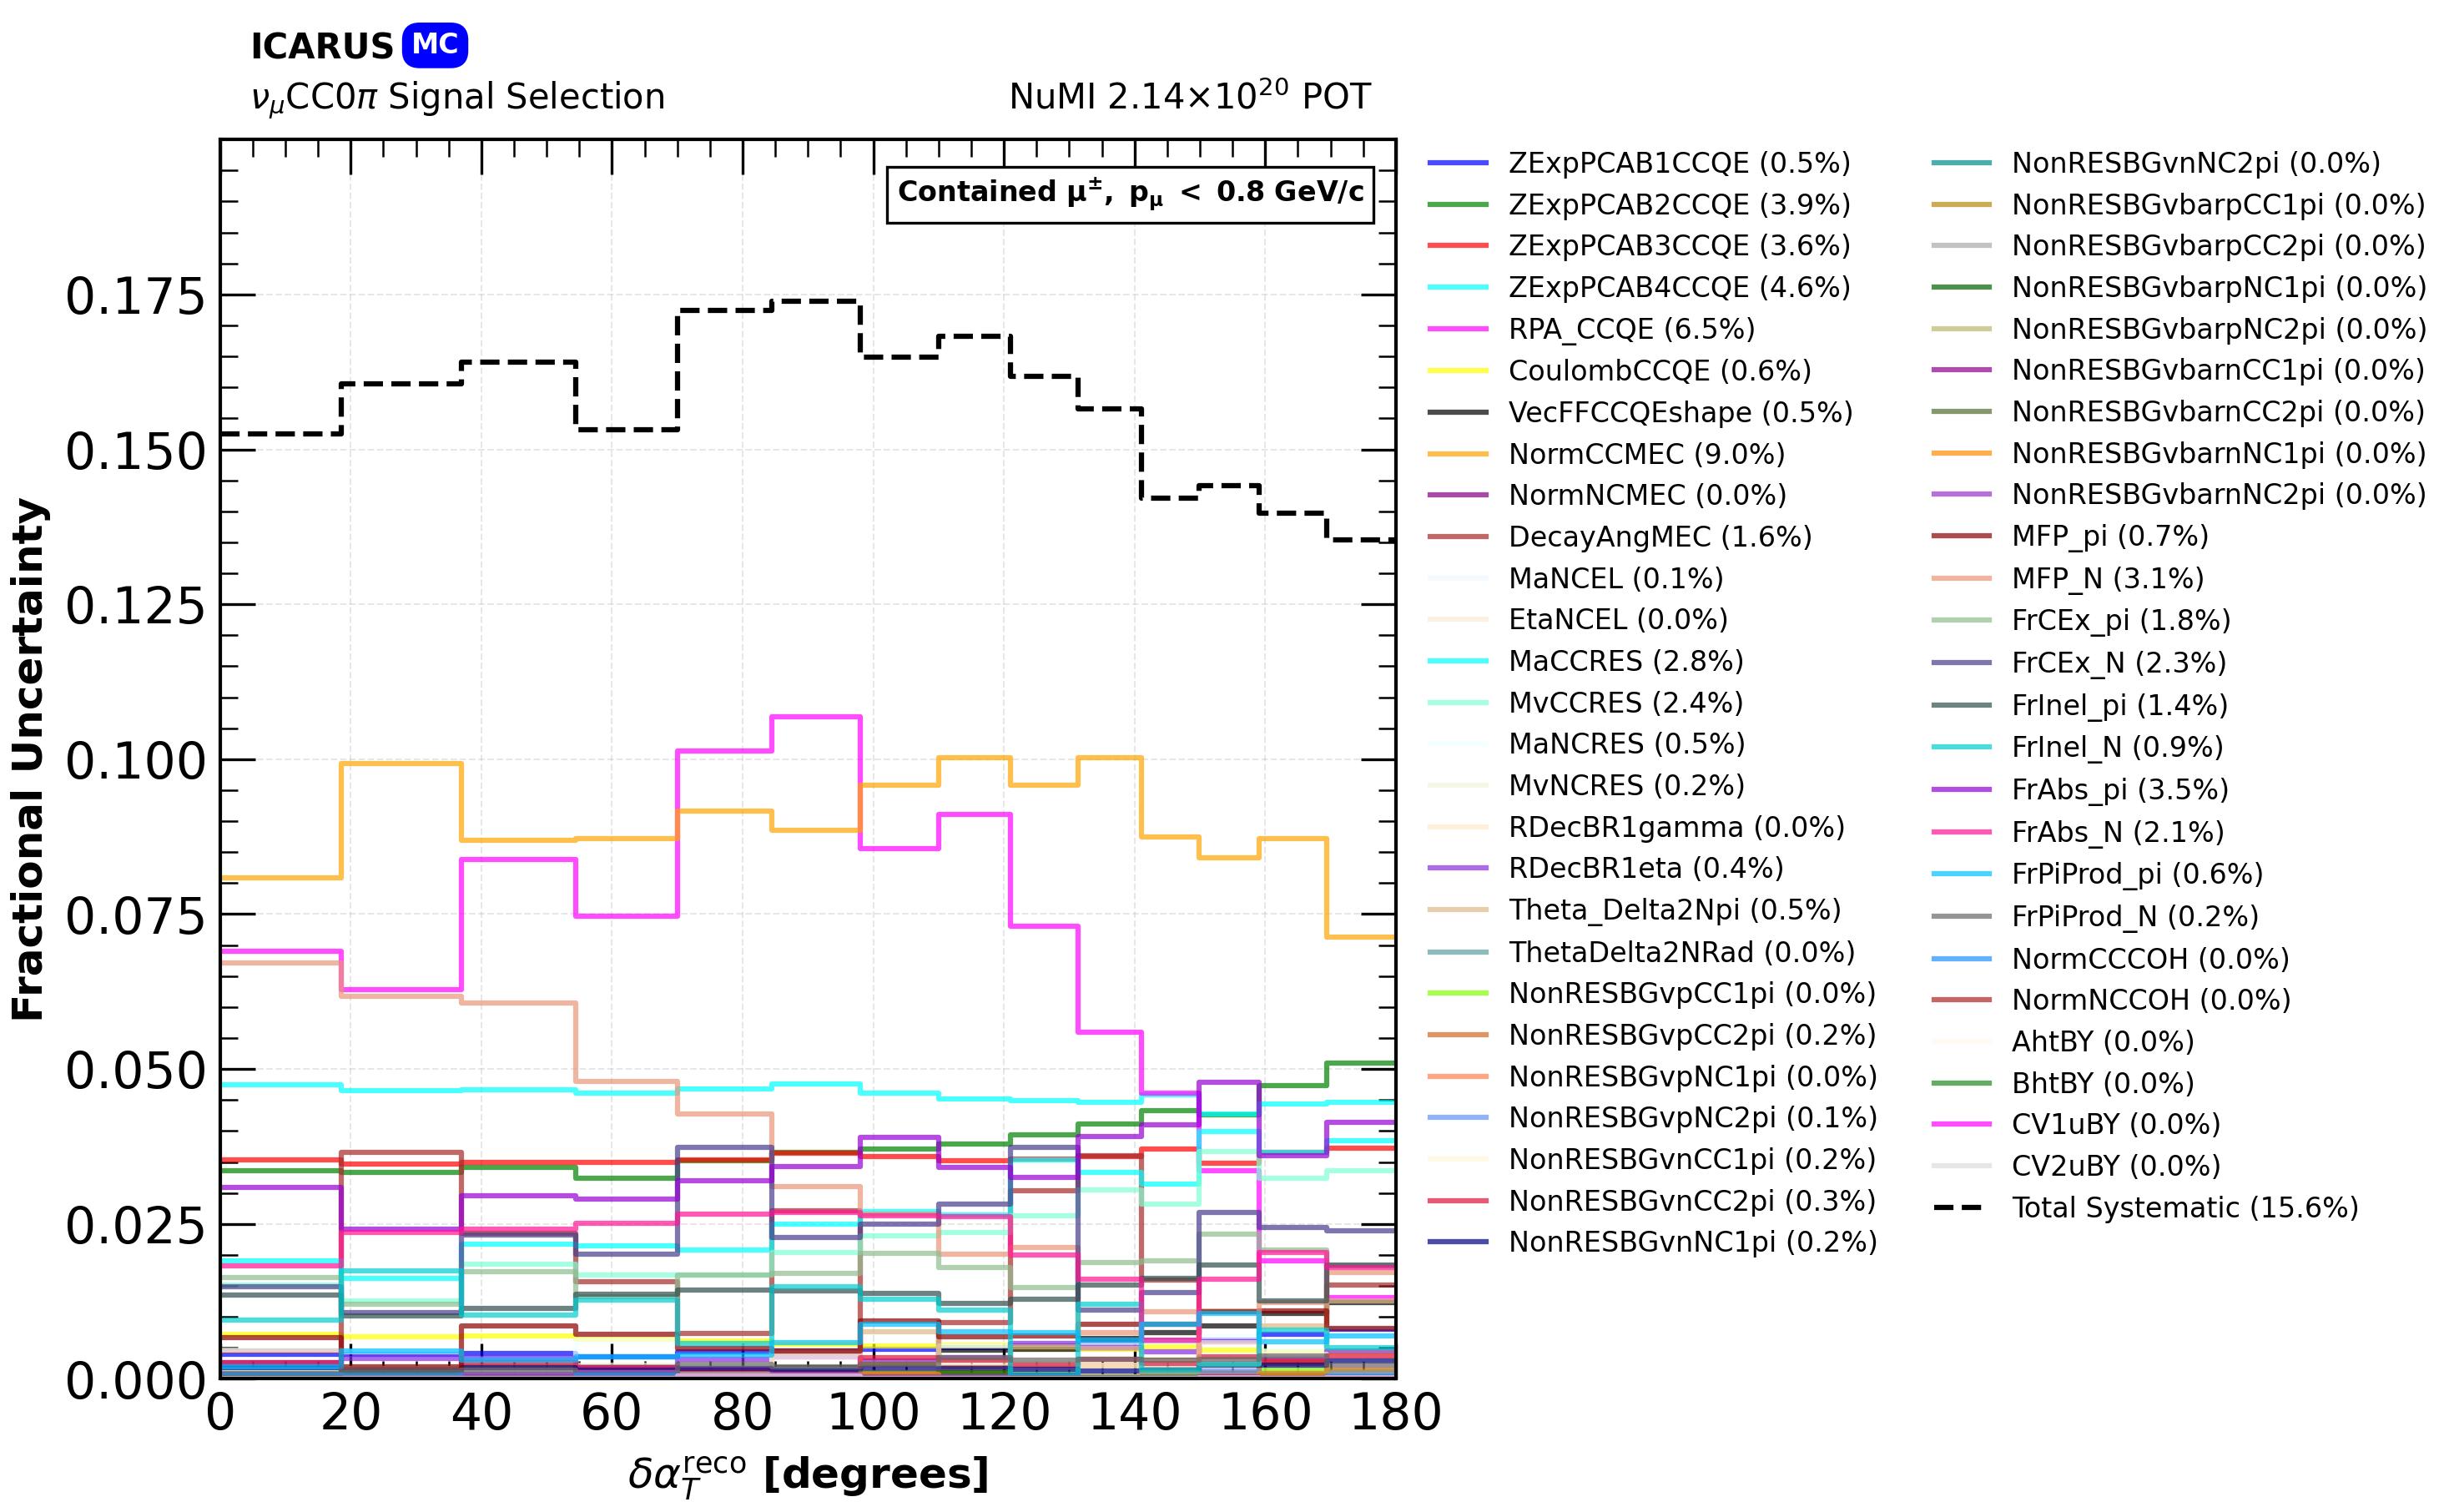 ICARUS MC
νμCC0π Signal Selection
NuMI 2.14×10²⁰ POT
Contained μ±, pμ < 0.8 GeV/c
Fractional Uncertainty
0.175
0.150
0.125
0.100
0.075
0.050
0.025
0.000
0 20 40 60 80 100 120 140 160 180
δα_T^reco [degrees]
ZExpPCAB1CCQE (0.5%)
ZExpPCAB2CCQE (3.9%)
ZExpPCAB3CCQE (3.6%)
ZExpPCAB4CCQE (4.6%)
RPA_CCQE (6.5%)
CoulombCCQE (0.6%)
VecFFCCQEshape (0.5%)
NormCCMEC (9.0%)
NormNCMEC (0.0%)
DecayAngMEC (1.6%)
MaNCEL (0.1%)
EtaNCEL (0.0%)
MaCCRES (2.8%)
MvCCRES (2.4%)
MaNCRES (0.5%)
MvNCRES (0.2%)
RDecBR1gamma (0.0%)
RDecBR1eta (0.4%)
Theta_Delta2Npi (0.5%)
ThetaDelta2NRad (0.0%)
NonRESBGvpCC1pi (0.0%)
NonRESBGvpCC2pi (0.2%)
NonRESBGvpNC1pi (0.0%)
NonRESBGvpNC2pi (0.1%)
NonRESBGvnCC1pi (0.2%)
NonRESBGvnCC2pi (0.3%)
NonRESBGvnNC1pi (0.2%)
NonRESBGvnNC2pi (0.0%)
NonRESBGvbarpCC1pi (0.0%)
NonRESBGvbarpCC2pi (0.0%)
NonRESBGvbarpNC1pi (0.0%)
NonRESBGvbarpNC2pi (0.0%)
NonRESBGvbarnCC1pi (0.0%)
NonRESBGvbarnCC2pi (0.0%)
NonRESBGvbarnNC1pi (0.0%)
NonRESBGvbarnNC2pi (0.0%)
MFP_pi (0.7%)
MFP_N (3.1%)
FrCEx_pi (1.8%)
FrCEx_N (2.3%)
FrInel_pi (1.4%)
FrInel_N (0.9%)
FrAbs_pi (3.5%)
FrAbs_N (2.1%)
FrPiProd_pi (0.6%)
FrPiProd_N (0.2%)
NormCCCOH (0.0%)
NormNCCOH (0.0%)
AhtBY (0.0%)
BhtBY (0.0%)
CV1uBY (0.0%)
CV2uBY (0.0%)
Total Systematic (15.6%)